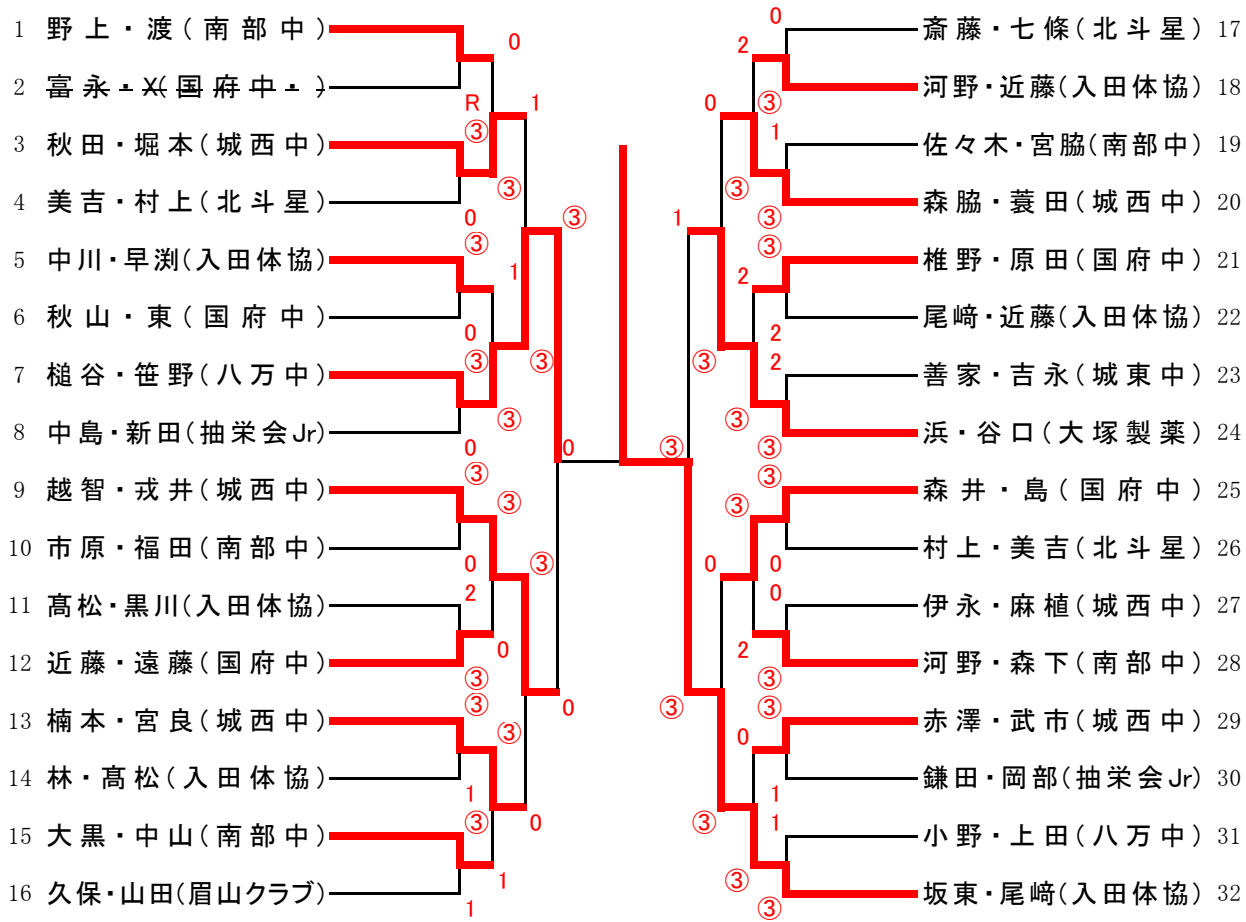 1 野上・渡(南部中)
2 富永・X(国府中・ )
3 秋田・堀本(城西中)
4 美吉・村上(北斗星)
5 中川・早渕(入田体協)
6 秋山・東(国府中)
7 槌谷・笹野(八万中)
8 中島・新田(抽栄会Jr)
9 越智・戎井(城西中)
10 市原・福田(南部中)
11 髙松・黒川(入田体協)
12 近藤・遠藤(国府中)
13 楠本・宮良(城西中)
14 林・髙松(入田体協)
15 大黒・中山(南部中)
16 久保・山田(眉山クラブ)
0
R
③
1
③
0
③
③
1
0
③
③
③
0
0
③
③
0
③
2
0
③
③
③
0
1
③
0
1
1
斎藤・七條(北斗星) 17
河野・近藤(入田体協) 18
佐々木・宮脇(南部中) 19
森脇・蓑田(城西中) 20
椎野・原田(国府中) 21
尾﨑・近藤(入田体協) 22
善家・吉永(城東中) 23
浜・谷口(大塚製薬) 24
森井・島(国府中) 25
村上・美吉(北斗星) 26
伊永・麻植(城西中) 27
河野・森下(南部中) 28
赤澤・武市(城西中) 29
鎌田・岡部(抽栄会Jr) 30
小野・上田(八万中) 31
坂東・尾﨑(入田体協) 32
0
2
0
③
1
③
③
1
③
2
2
③
2
③
③
③
③
③
0
0
0
2
③
③
③
0
1
③
1
③
③